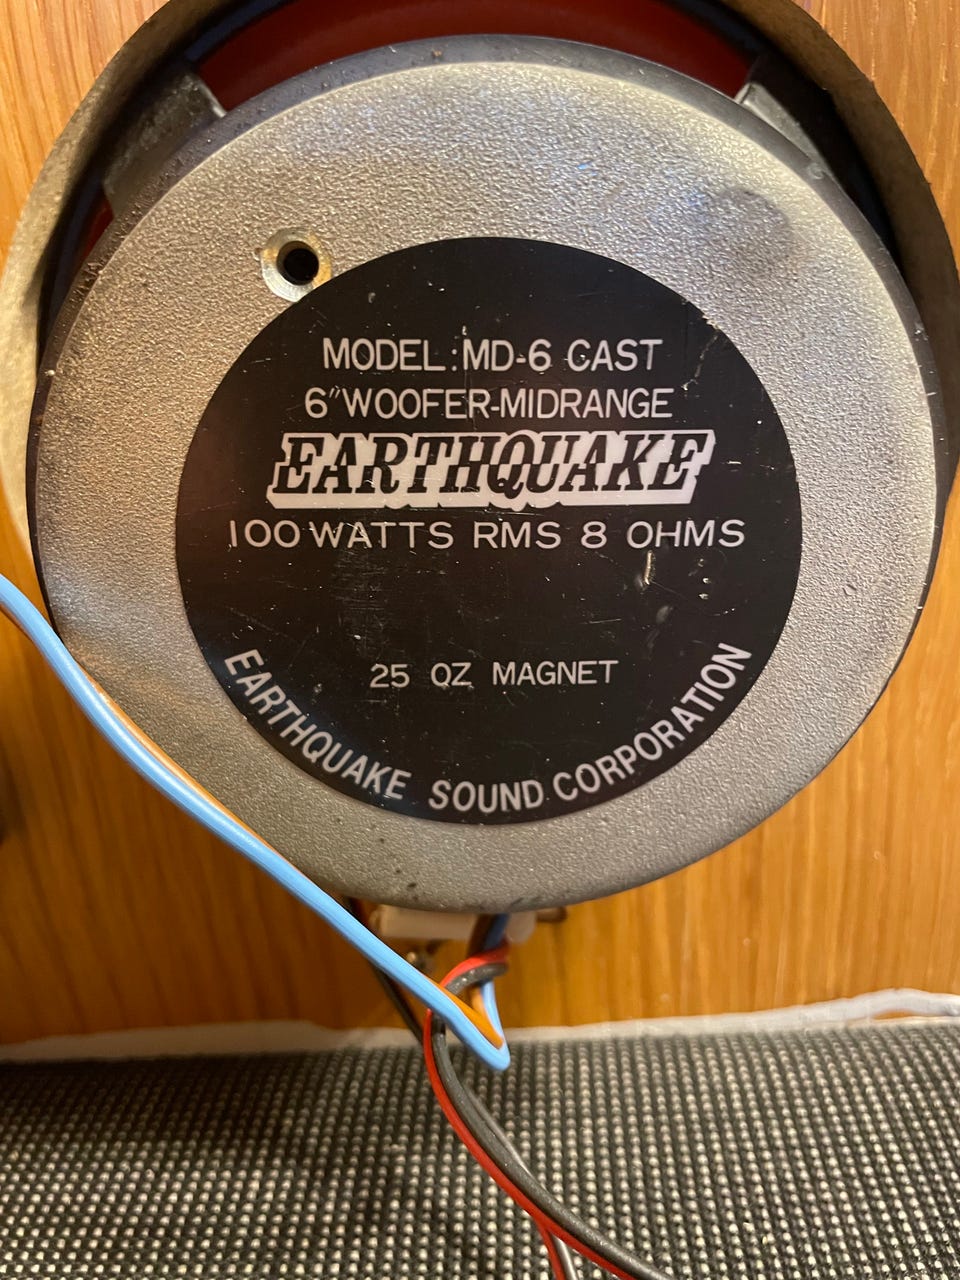 MODEL:MD-6 CAST
6"WOOFER-MIDRANGE
EARTHQUAKE
100 WATTS RMS 8 OHMS
25 OZ MAGNET
EARTHQUAKE SOUND CORPORATION